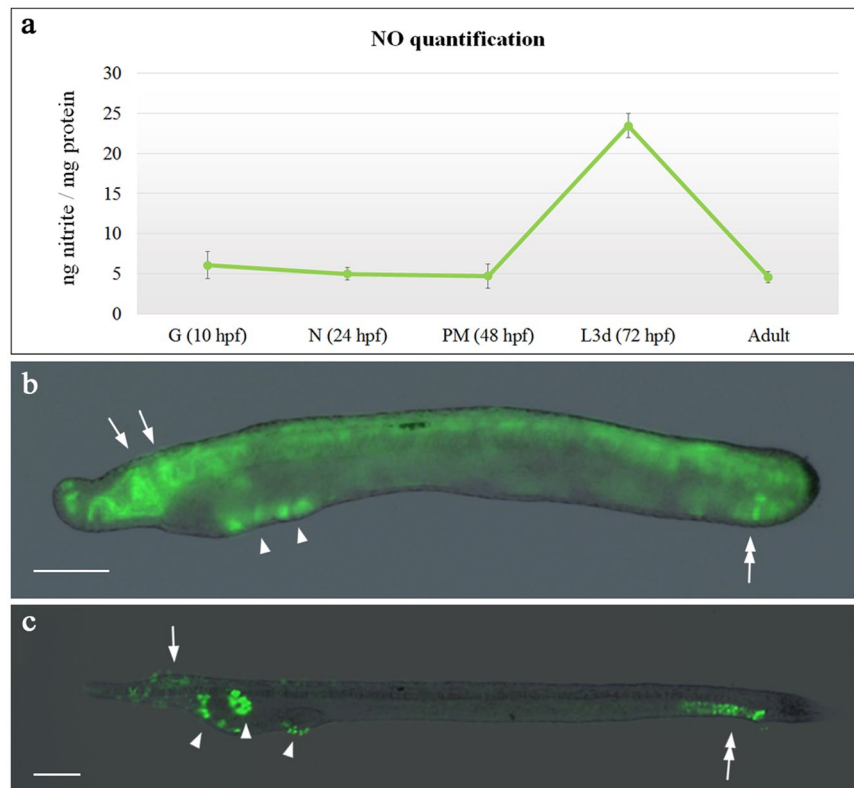 a
NO quantification
ng nitrite / mg protein
30
25
20
15
10
5
0
G (10 hpf) N (24 hpf) PM (48 hpf) L3d (72 hpf) Adult
b
c